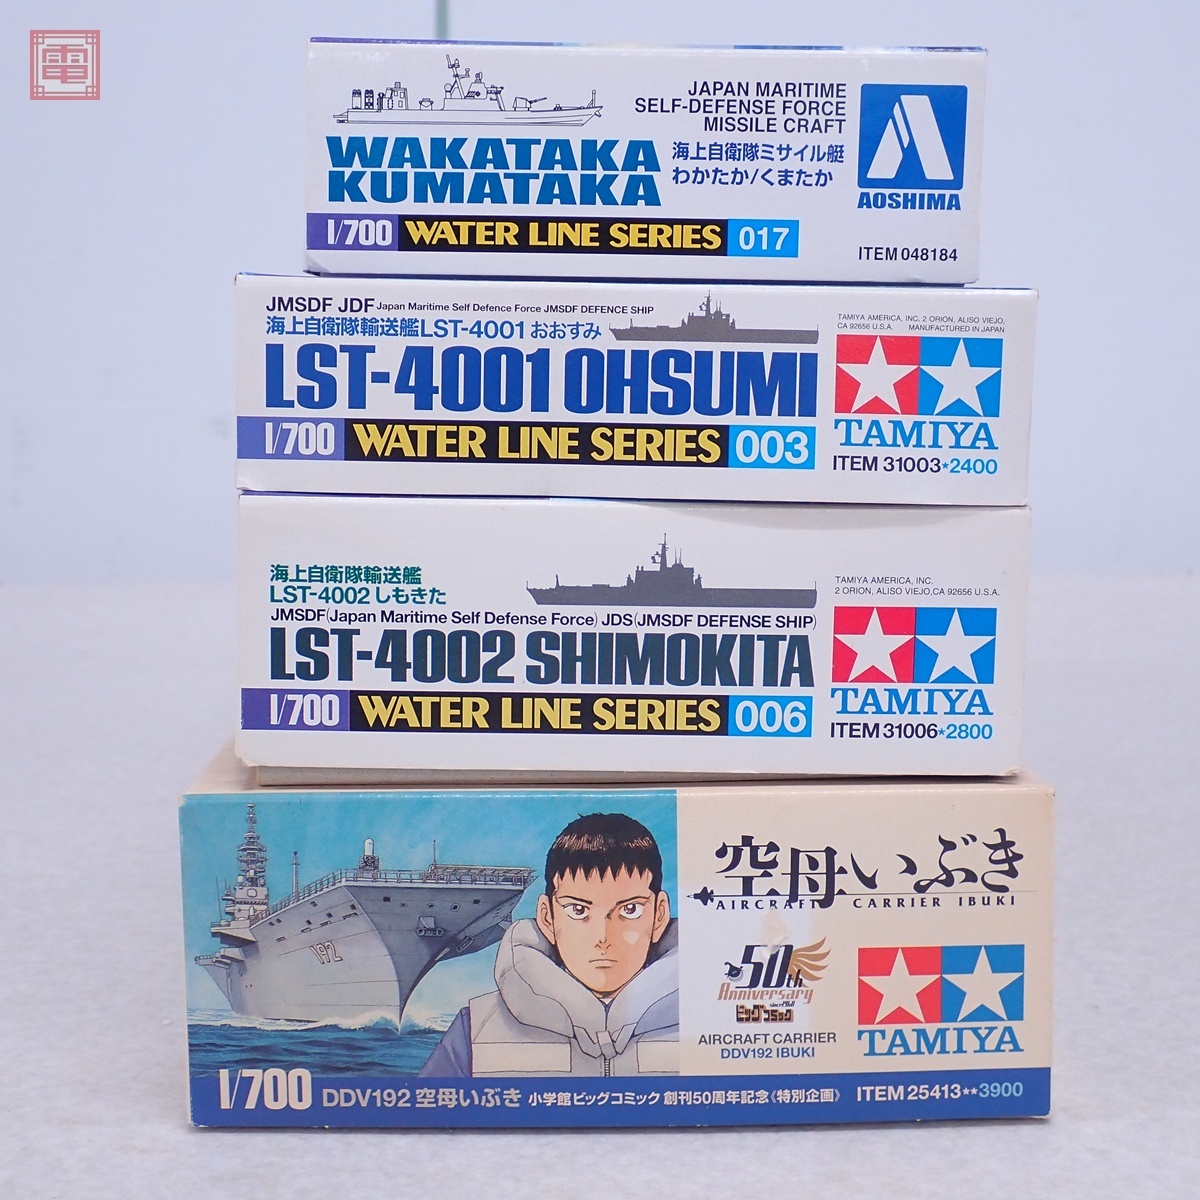 電
JAPAN MARITIME
SELF-DEFENSE FORCE
MISSILE CRAFT
海上自衛隊ミサイル艇
わかたか/くまたか
WAKATAKA
KUMATAKA
AOSHIMA
1/700 WATER LINE SERIES 017
ITEM 048184
JMSDF JDF Japan Maritime Self Defence Force JMSDF DEFENCE SHIP
海上自衛隊輸送艦LST-4001 おおすみ
LST-4001 OHSUMI
1/700 WATER LINE SERIES 003
TAMIYA AMERICA, INC. 2 ORION, ALISO VIEJO,
CA 92656 U.S.A. MANUFACTURED IN JAPAN
TAMIYA
ITEM 31003★2400
海上自衛隊輸送艦
LST-4002 しもきた
JMSDF(Japan Maritime Self Defense Force) JDS(JMSDF DEFENSE SHIP)
LST-4002 SHIMOKITA
1/700 WATER LINE SERIES 006
TAMIYA AMERICA, INC.
2 ORION, ALISO VIEJO,CA 92656 U.S.A.
TAMIYA
ITEM 31006★2800
192
空母いぶき
AIRCRAFT CARRIER IBUKI
50th
Anniversary
ビッグコミック
AIRCRAFT CARRIER
DDV192 IBUKI
TAMIYA
1/700 DDV192 空母いぶき 小学館ビッグコミック 創刊50周年記念《特別企画》 ITEM 25413★★3900